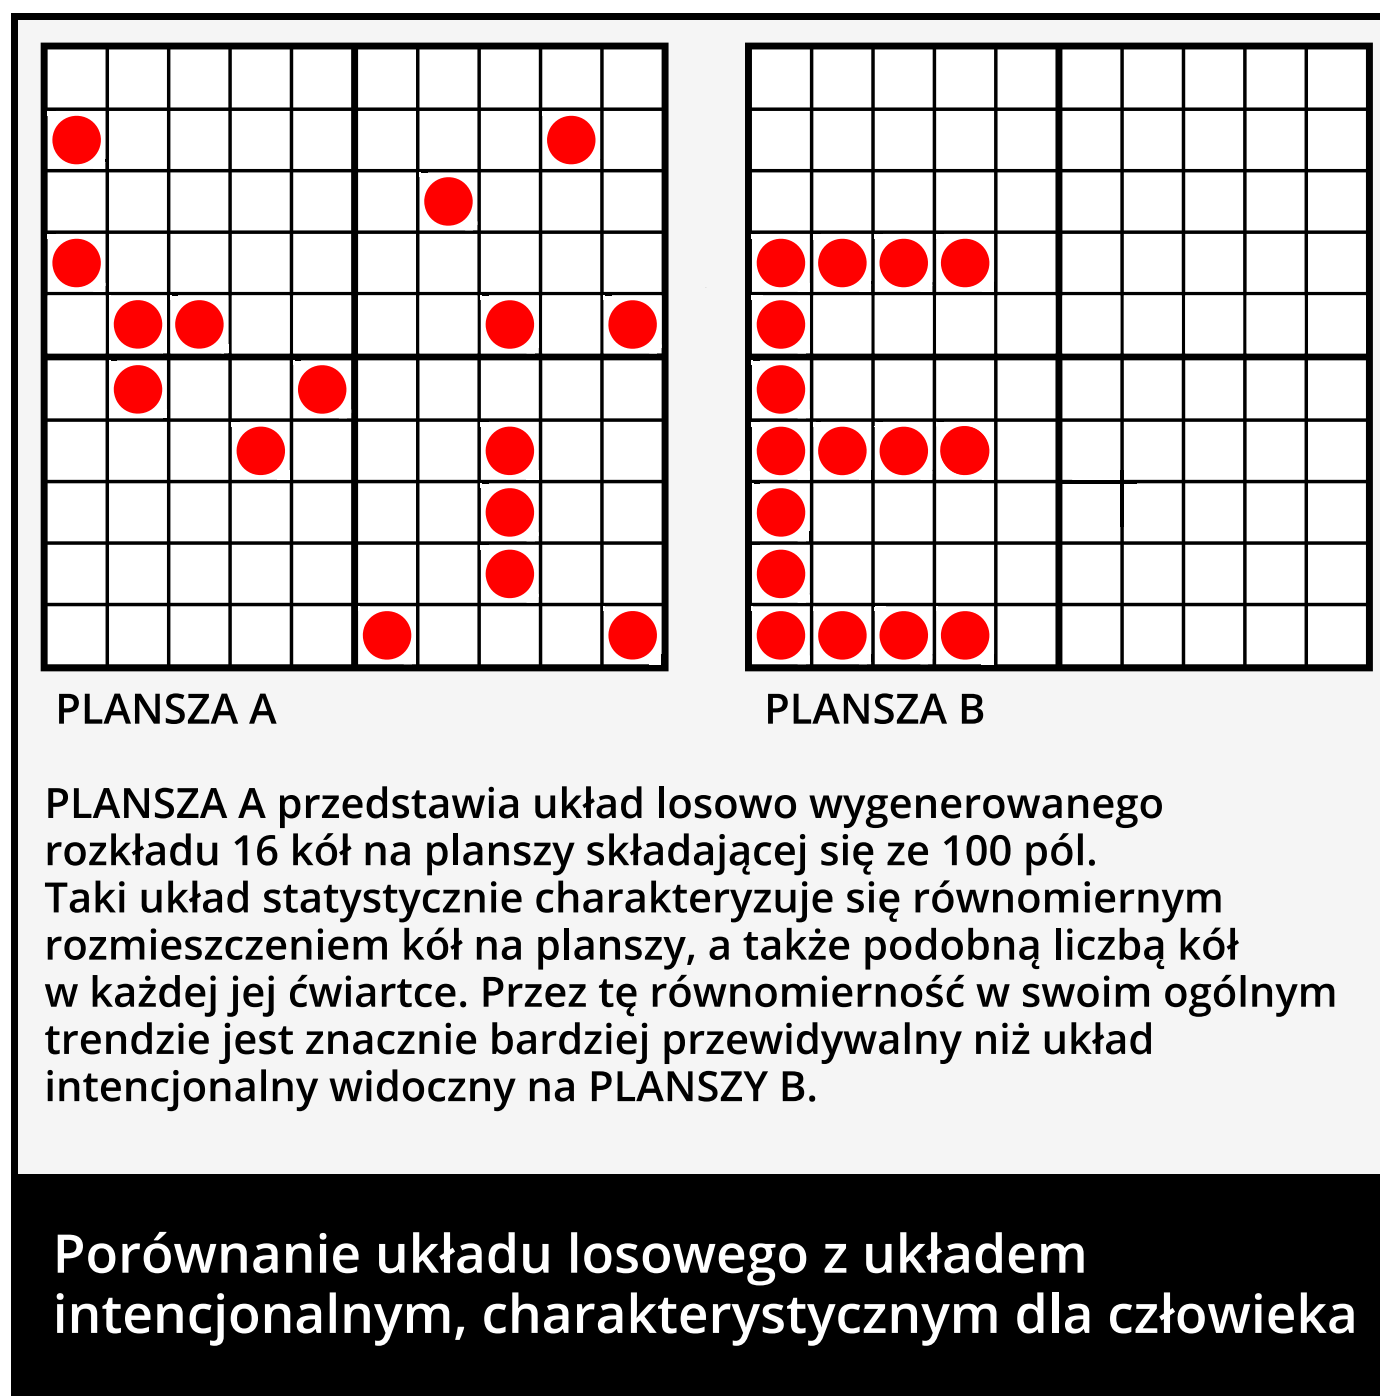 PLANSZA A
PLANSZA B
PLANSZA A przedstawia układ losowo wygenerowanego
rozkładu 16 kół na planszy składającej się ze 100 pól.
Taki układ statystycznie charakteryzuje się równomiernym
rozmieszczeniem kół na planszy, a także podobną liczbą kół
w każdej jej ćwiartce. Przez tę równomierność w swoim ogólnym
trendzie jest znacznie bardziej przewidywalny niż układ
intencjonalny widoczny na PLANSZY B.
Porównanie układu losowego z układem
intencjonalnym, charakterystycznym dla człowieka